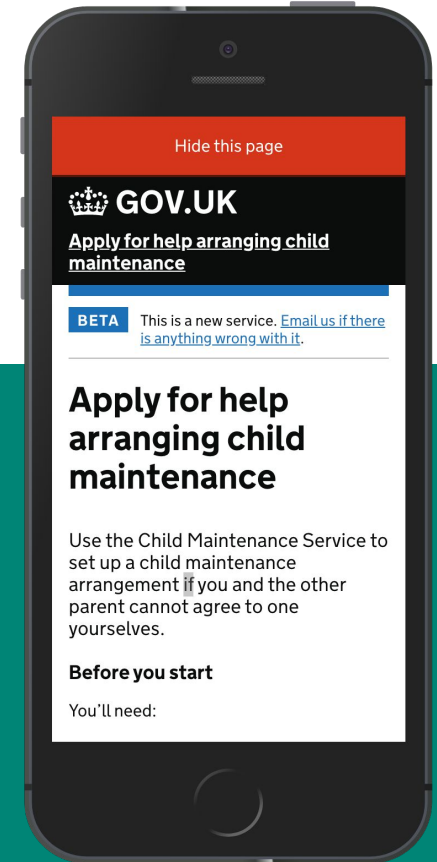 Hide this page
GOV.UK
Apply for help arranging child
maintenance
BETA
This is a new service. Email us if there
is anything wrong with it.
Apply for help
arranging child
maintenance
Use the Child Maintenance Service to
set up a child maintenance
arrangement if you and the other
parent cannot agree to one
yourselves.
Before you start
You’ll need: